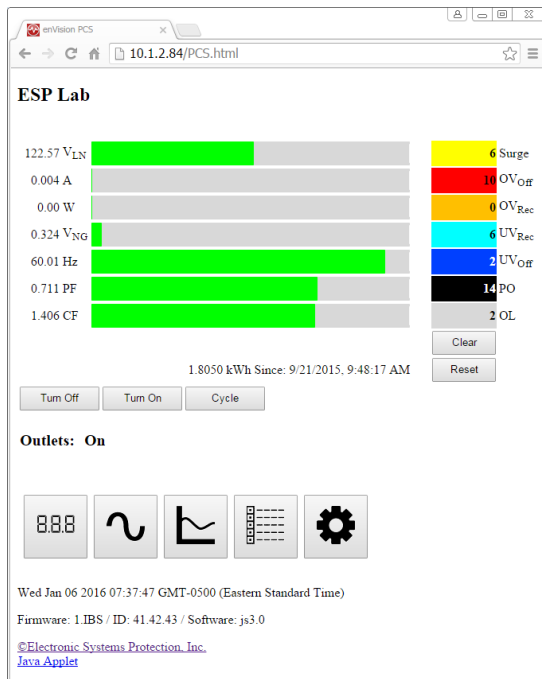 enVision PCS
10.1.2.84/PCS.html
ESP Lab
122.57 VLN 6 Surge
0.004 A 10 OVOff
0.00 W 0 OVRec
0.324 VNG 6 UVRec
60.01 Hz 2 UVOff
0.711 PF 14 PO
1.406 CF 2 OL
Clear
1.8050 kWh Since: 9/21/2015, 9:48:17 AM Reset
Turn Off Turn On Cycle
Outlets: On
8.8.8
Wed Jan 06 2016 07:37:47 GMT-0500 (Eastern Standard Time)
Firmware: 1.IBS / ID: 41.42.43 / Software: js3.0
©Electronic Systems Protection, Inc.
Java Applet